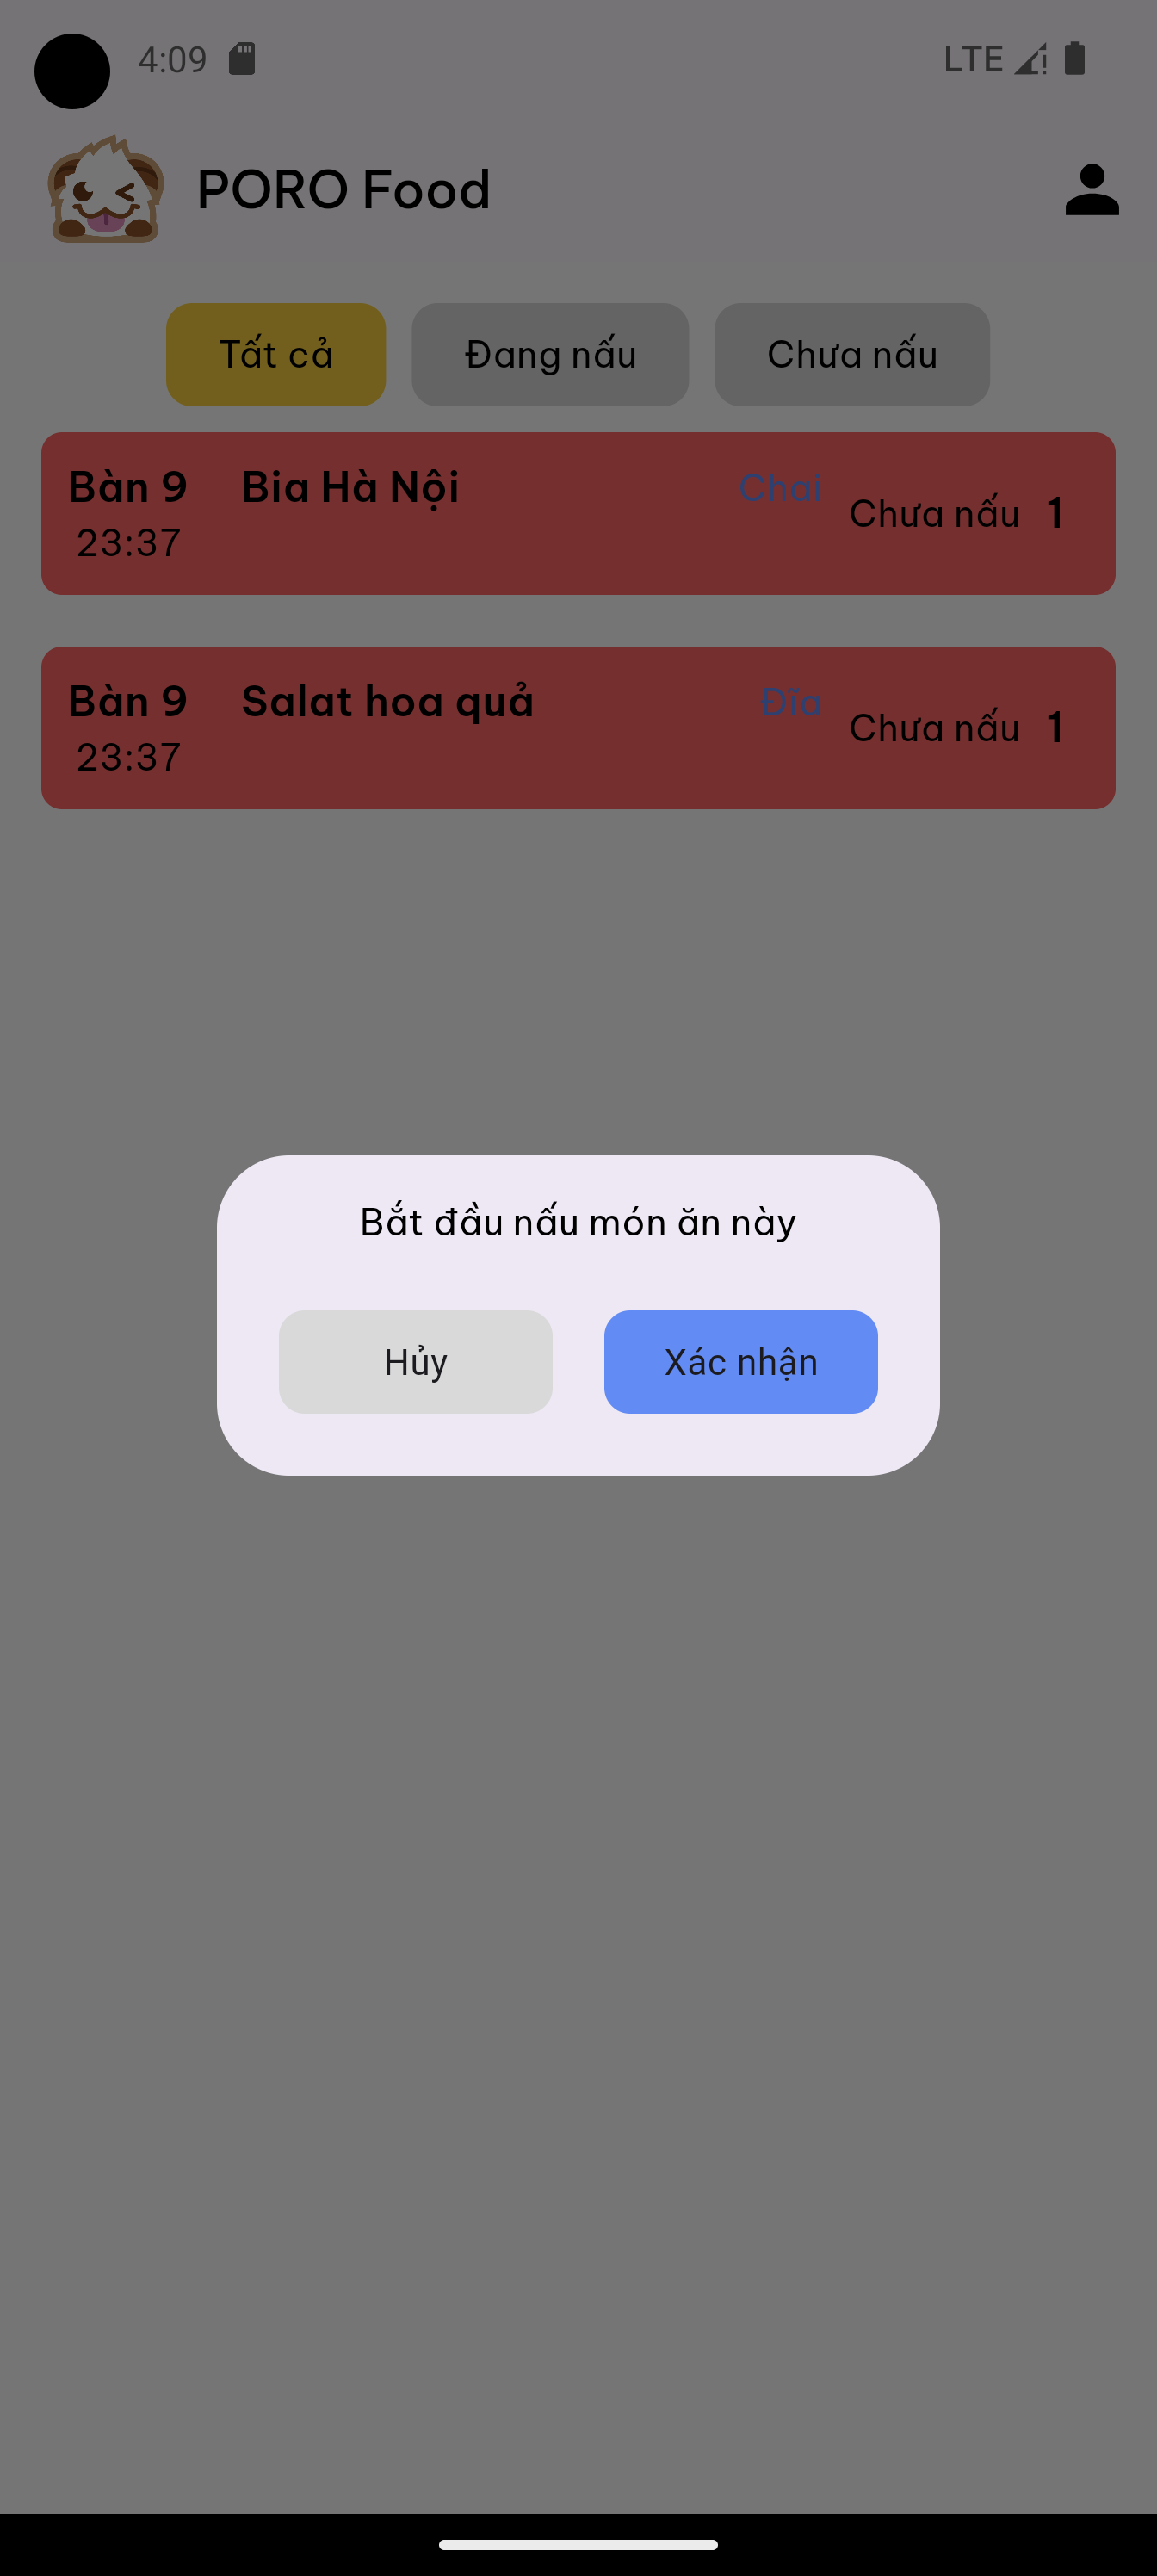 4:09 LTE
PORO Food
Tất cả Đang nấu Chưa nấu
Bàn 9 Bia Hà Nội Chai Chưa nấu 1
23:37
Bàn 9 Salat hoa quả Đĩa Chưa nấu 1
23:37
Bắt đầu nấu món ăn này
Hủy Xác nhận